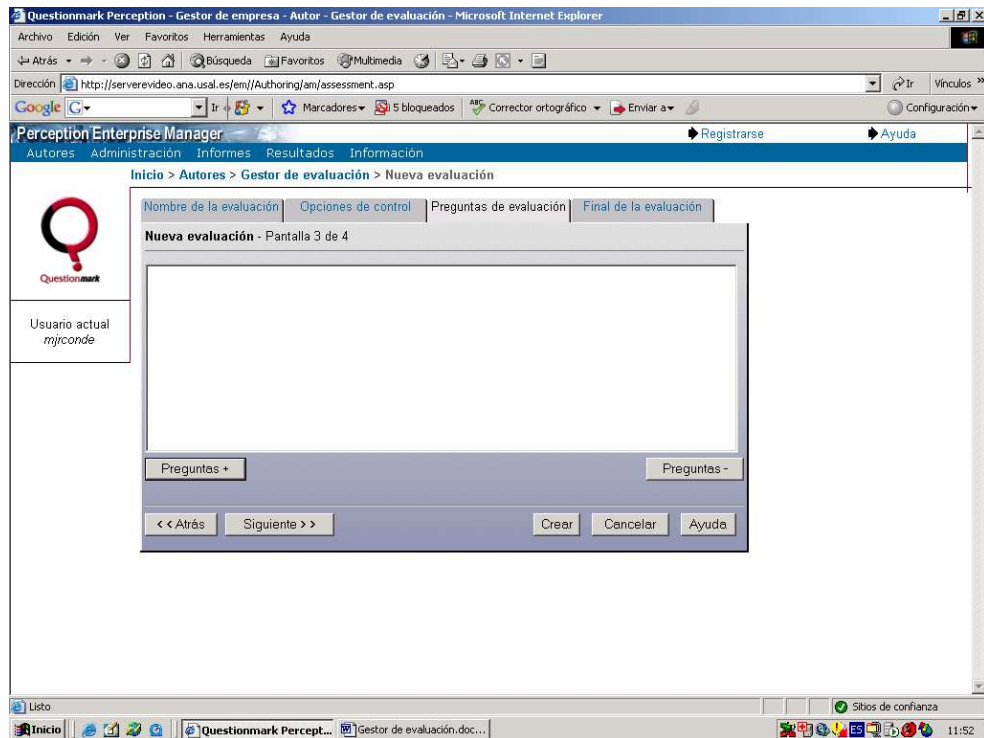 Questionmark Perception - Gestor de empresa - Autor - Gestor de evaluación - Microsoft Internet Explorer
Archivo Edición Ver Favoritos Herramientas Ayuda
Atrás Búsqueda Favoritos Multimedia
Dirección http://serverevideo.ana.usal.es/em//Authoring/am/assessment.asp Ir Vínculos »
Google G Ir Marcadores 5 bloqueados ABC Corrector ortográfico Enviar a Configuración
Perception Enterprise Manager Registrarse Ayuda
Autores Administración Informes Resultados Información
Inicio > Autores > Gestor de evaluación > Nueva evaluación
Nombre de la evaluación Opciones de control Preguntas de evaluación Final de la evaluación
Nueva evaluación - Pantalla 3 de 4
Questionmark
Usuario actual
mjrconde
Preguntas + Preguntas -
<< Atrás Siguiente >> Crear Cancelar Ayuda
Listo Sitios de confianza
Inicio Questionmark Percept... Gestor de evaluación.doc... ES 11:52